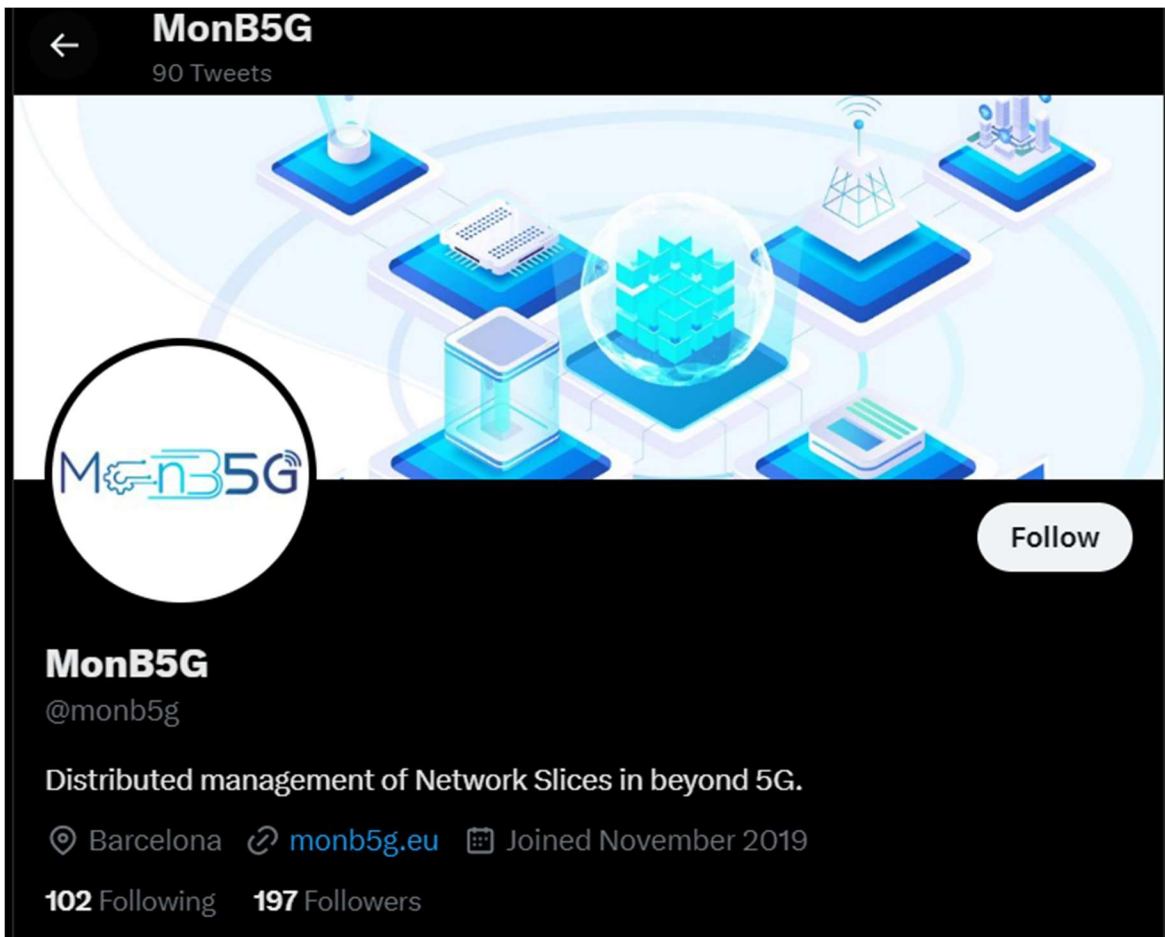 MonB5G
90 Tweets
MonB5G
Follow
MonB5G
@monb5g
Distributed management of Network Slices in beyond 5G.
Barcelona monb5g.eu Joined November 2019
102 Following 197 Followers